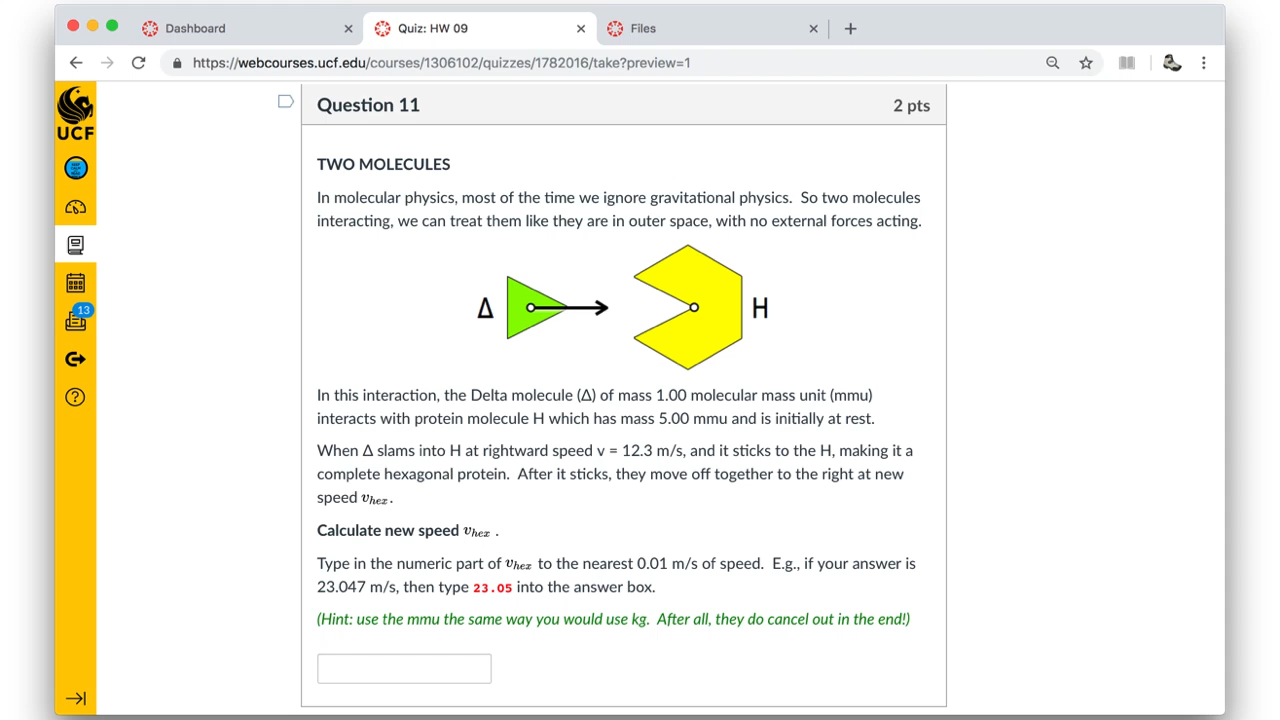 Dashboard × Quiz: HW 09 × Files × +
https://webcourses.ufc.edu/courses/1306102/quizzes/1782016/take?preview=1
UCF
13
Question 11 2 pts
TWO MOLECULES
In molecular physics, most of the time we ignore gravitational physics. So two molecules
interacting, we can treat them like they are in outer space, with no external forces acting.
Δ H
In this interaction, the Delta molecule (Δ) of mass 1.00 molecular mass unit (mmu)
interacts with protein molecule H which has mass 5.00 mmu and is initially at rest.
When Δ slams into H at rightward speed v = 12.3 m/s, and it sticks to the H, making it a
complete hexagonal protein. After it sticks, they move off together to the right at new
speed vhex.
Calculate new speed vhex .
Type in the numeric part of vhex to the nearest 0.01 m/s of speed. E.g., if your answer is
23.047 m/s, then type 23.05 into the answer box.
(Hint: use the mmu the same way you would use kg. After all, they do cancel out in the end!)